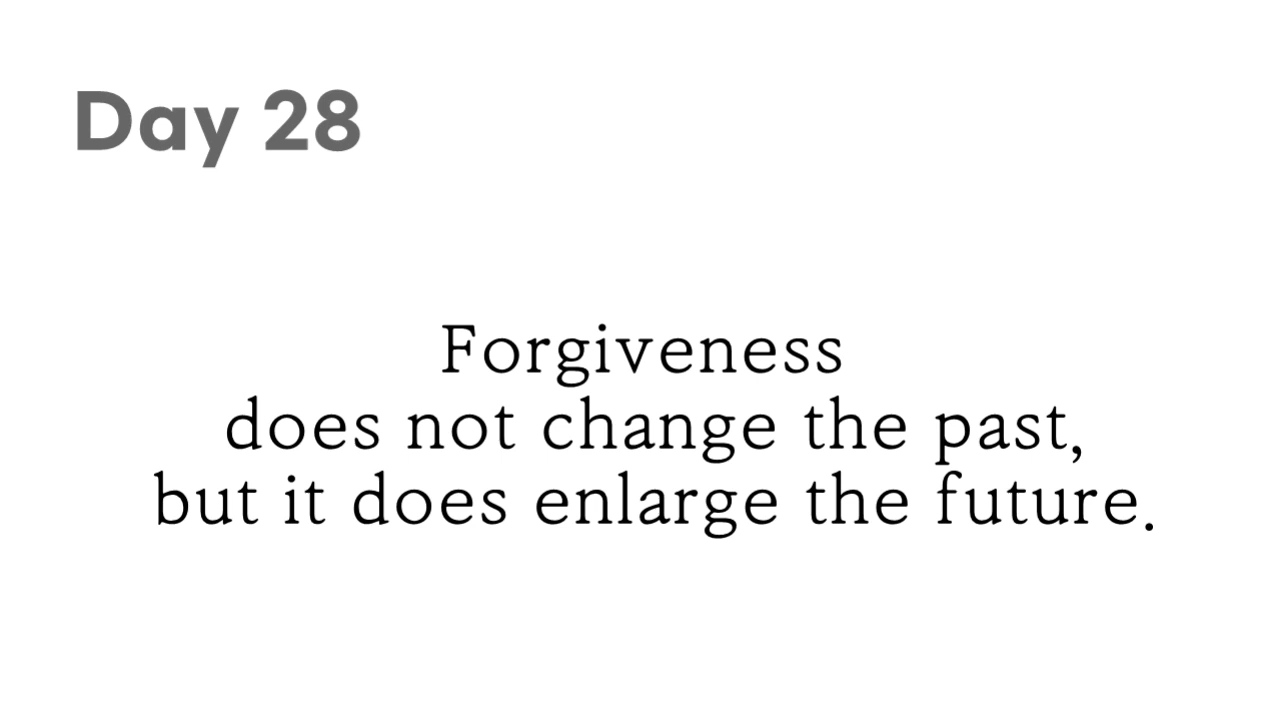 Day 28
Forgiveness
does not change the past,
but it does enlarge the future.